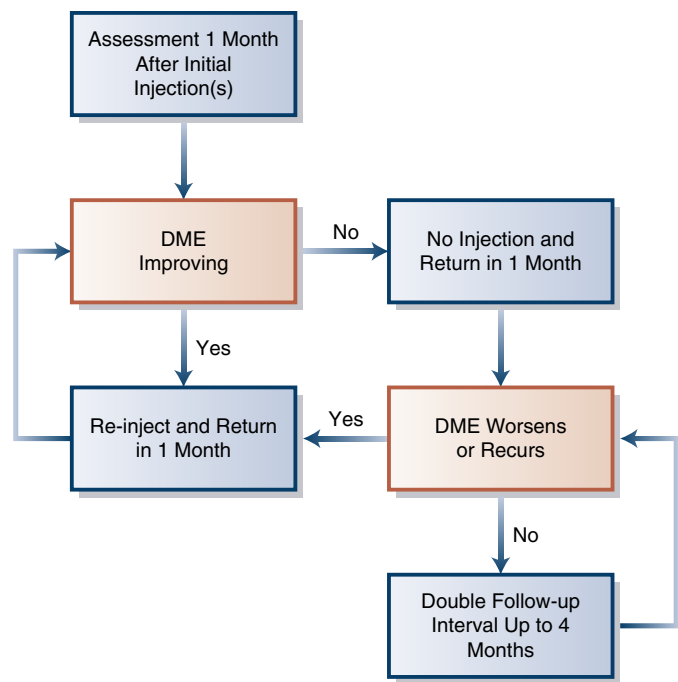 Assessment 1 Month
After Initial
Injection(s)
DME
Improving
No
No Injection and
Return in 1 Month
Yes
Re-inject and Return
in 1 Month
Yes
DME Worsens
or Recurs
No
Double Follow-up
Interval Up to 4
Months